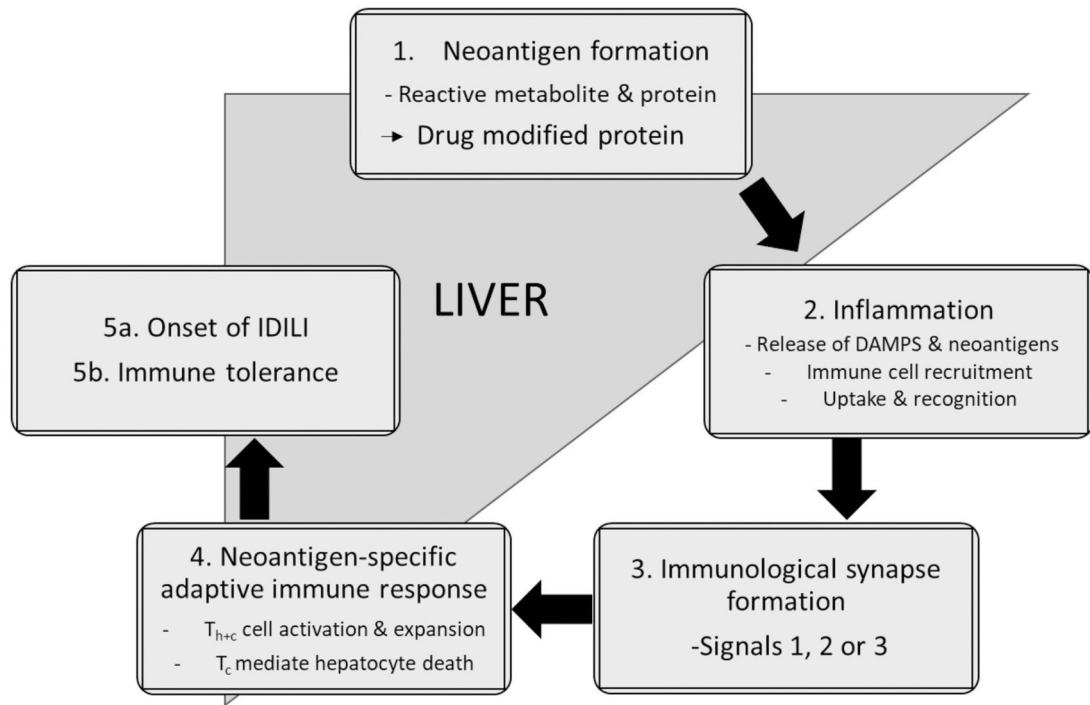 1. Neoantigen formation
- Reactive metabolite & protein
→ Drug modified protein
LIVER
2. Inflammation
- Release of DAMPS & neoantigens
- Immune cell recruitment
- Uptake & recognition
3. Immunological synapse
formation
-Signals 1, 2 or 3
4. Neoantigen-specific
adaptive immune response
- Th+c cell activation & expansion
- Tc mediate hepatocyte death
5a. Onset of IDILI
5b. Immune tolerance